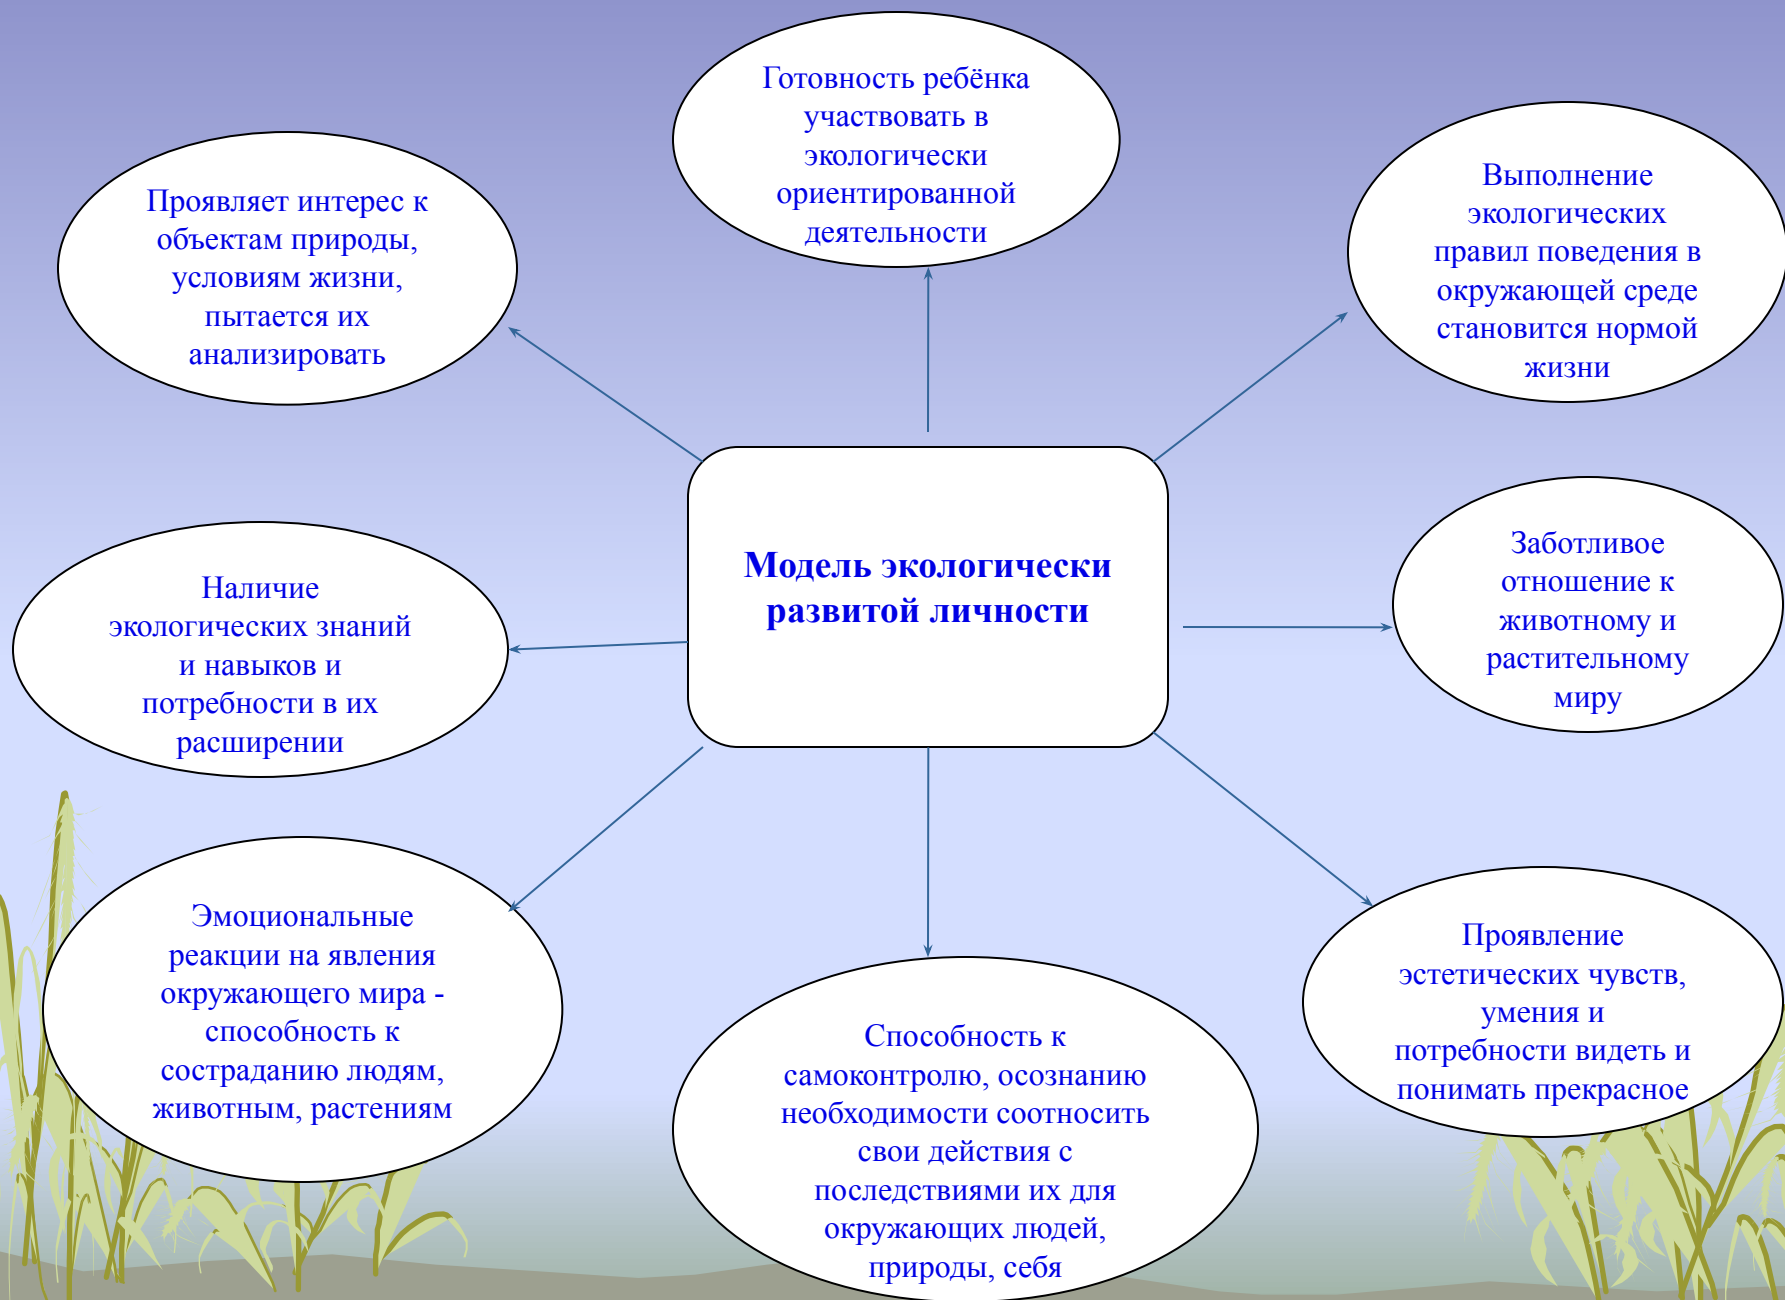 Готовность ребёнка
участвовать в
экологически
ориентированной
деятельности
Проявляет интерес к
объектам природы,
условиям жизни,
пытается их
анализировать
Выполнение
экологических
правил поведения в
окружающей среде
становится нормой
жизни
Модель экологически
развитой личности
Наличие
экологических знаний
и навыков и
потребности в их
расширении
Заботливое
отношение к
животному и
растительному
миру
Эмоциональные
реакции на явления
окружающего мира -
способность к
состраданию людям,
животным, растениям
Способность к
самоконтролю, осознанию
необходимости соотносить
свои действия с
последствиями их для
окружающих людей,
природы, себя
Проявление
эстетических чувств,
умения и
потребности видеть и
понимать прекрасное